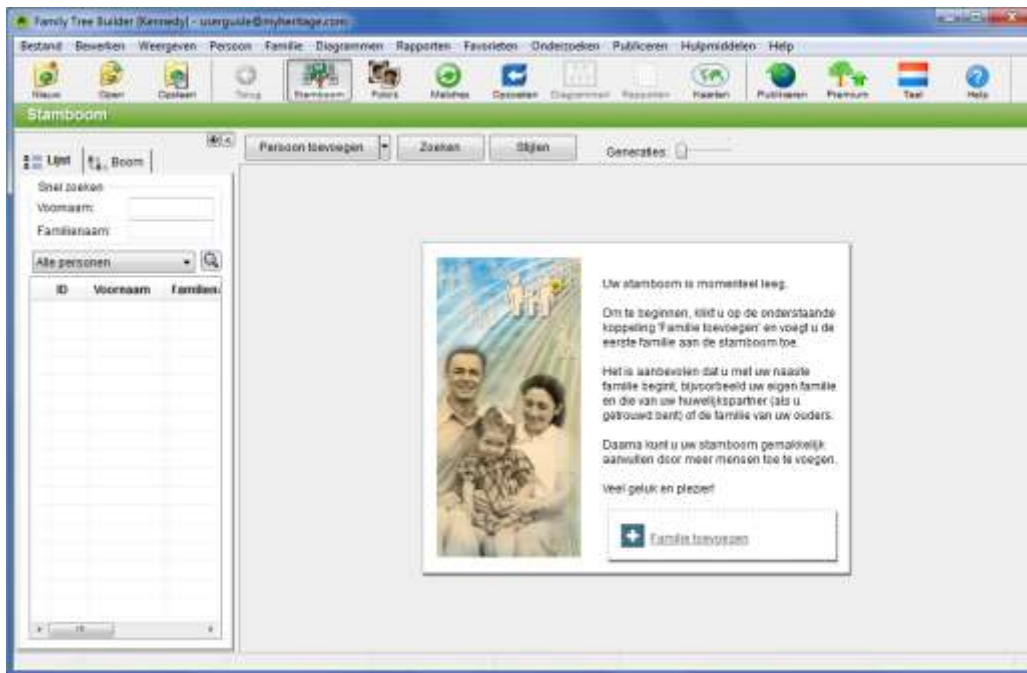 Family Tree Builder (Kennedy) - userguide@myheritage.com
Bestand Bewerken Weergeven Persoon Familie Diagrammen Rapporten Favorieten Onderzoeken Publiceren Hulpmiddelen Help
Nieuw Open Opslaan Terug Stamboom Foto's Matches Opzoeken Diagrammen Rapporten Kaarten Publiceren Premium Taal Help
Stamboom
Lijst Boom
Persoon toevoegen Zoeken Stijlen Generaties:
Snel zoeken
Voornaam:
Familienaam:
Alle personen
ID Voornaam Familien
Uw stamboom is momenteel leeg.
Om te beginnen, klikt u op de onderstaande
koppeling 'Familie toevoegen' en voegt u de
eerste familie aan de stamboom toe.
Het is aanbevolen dat u met uw naaste
familie begint, bijvoorbeeld uw eigen familie
en die van uw huwelijkspartner (als u
getrouwd bent) of de familie van uw ouders.
Daarna kunt u uw stamboom gemakkelijk
aanvullen door meer mensen toe te voegen.
Veel geluk en plezier!
Familie toevoegen